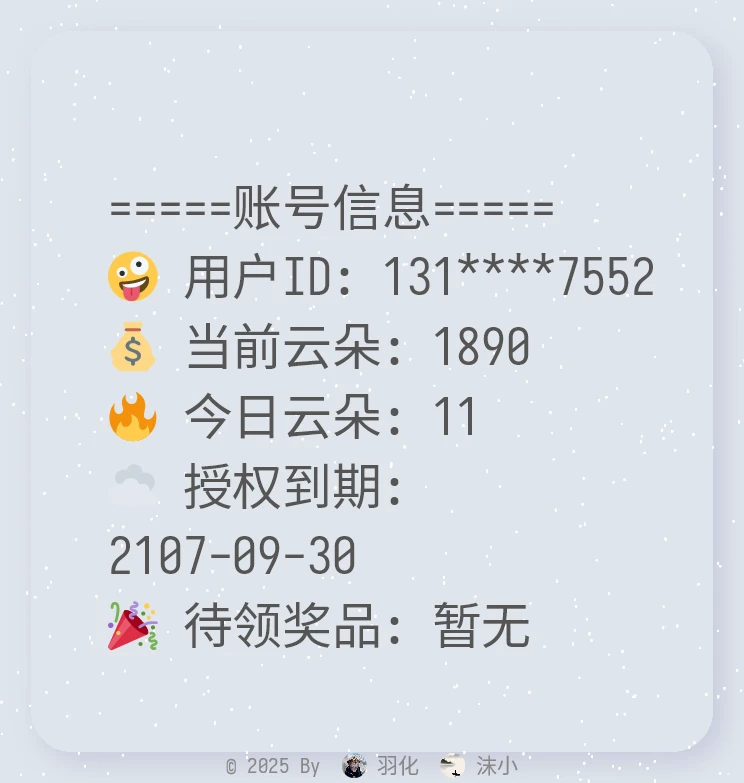 =====账号信息=====
🤪 用户ID: 131****7552
💰 当前云朵: 1890
🔥 今日云朵: 11
☁️ 授权到期:
2107-09-30
🎉 待领奖品: 暂无
© 2025 By 羽化 沫小